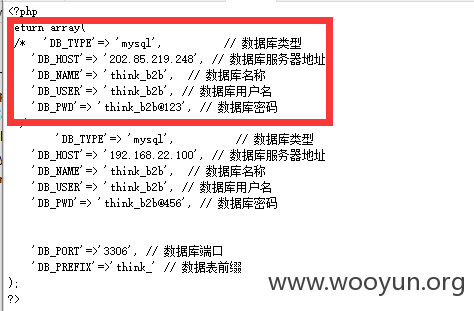 <?php
eturn array(
/* 'DB_TYPE'=> 'mysql', // 数据库类型
'DB_HOST'=> '202.85.219.248', // 数据库服务器地址
'DB_NAME'=> 'think_b2b', // 数据库名称
'DB_USER'=> 'think_b2b', // 数据库用户名
'DB_PWD'=> 'think_b2b@123', // 数据库密码
'DB_TYPE'=> 'mysql', // 数据库类型
'DB_HOST'=> '192.168.22.100', // 数据库服务器地址
'DB_NAME'=> 'think_b2b', // 数据库名称
'DB_USER'=> 'think_b2b', // 数据库用户名
'DB_PWD'=> 'think_b2b@456', // 数据库密码
'DB_PORT'=>'3306', // 数据库端口
'DB_PREFIX'=>'think_' // 数据表前缀
);
?>
www.wooyun.org